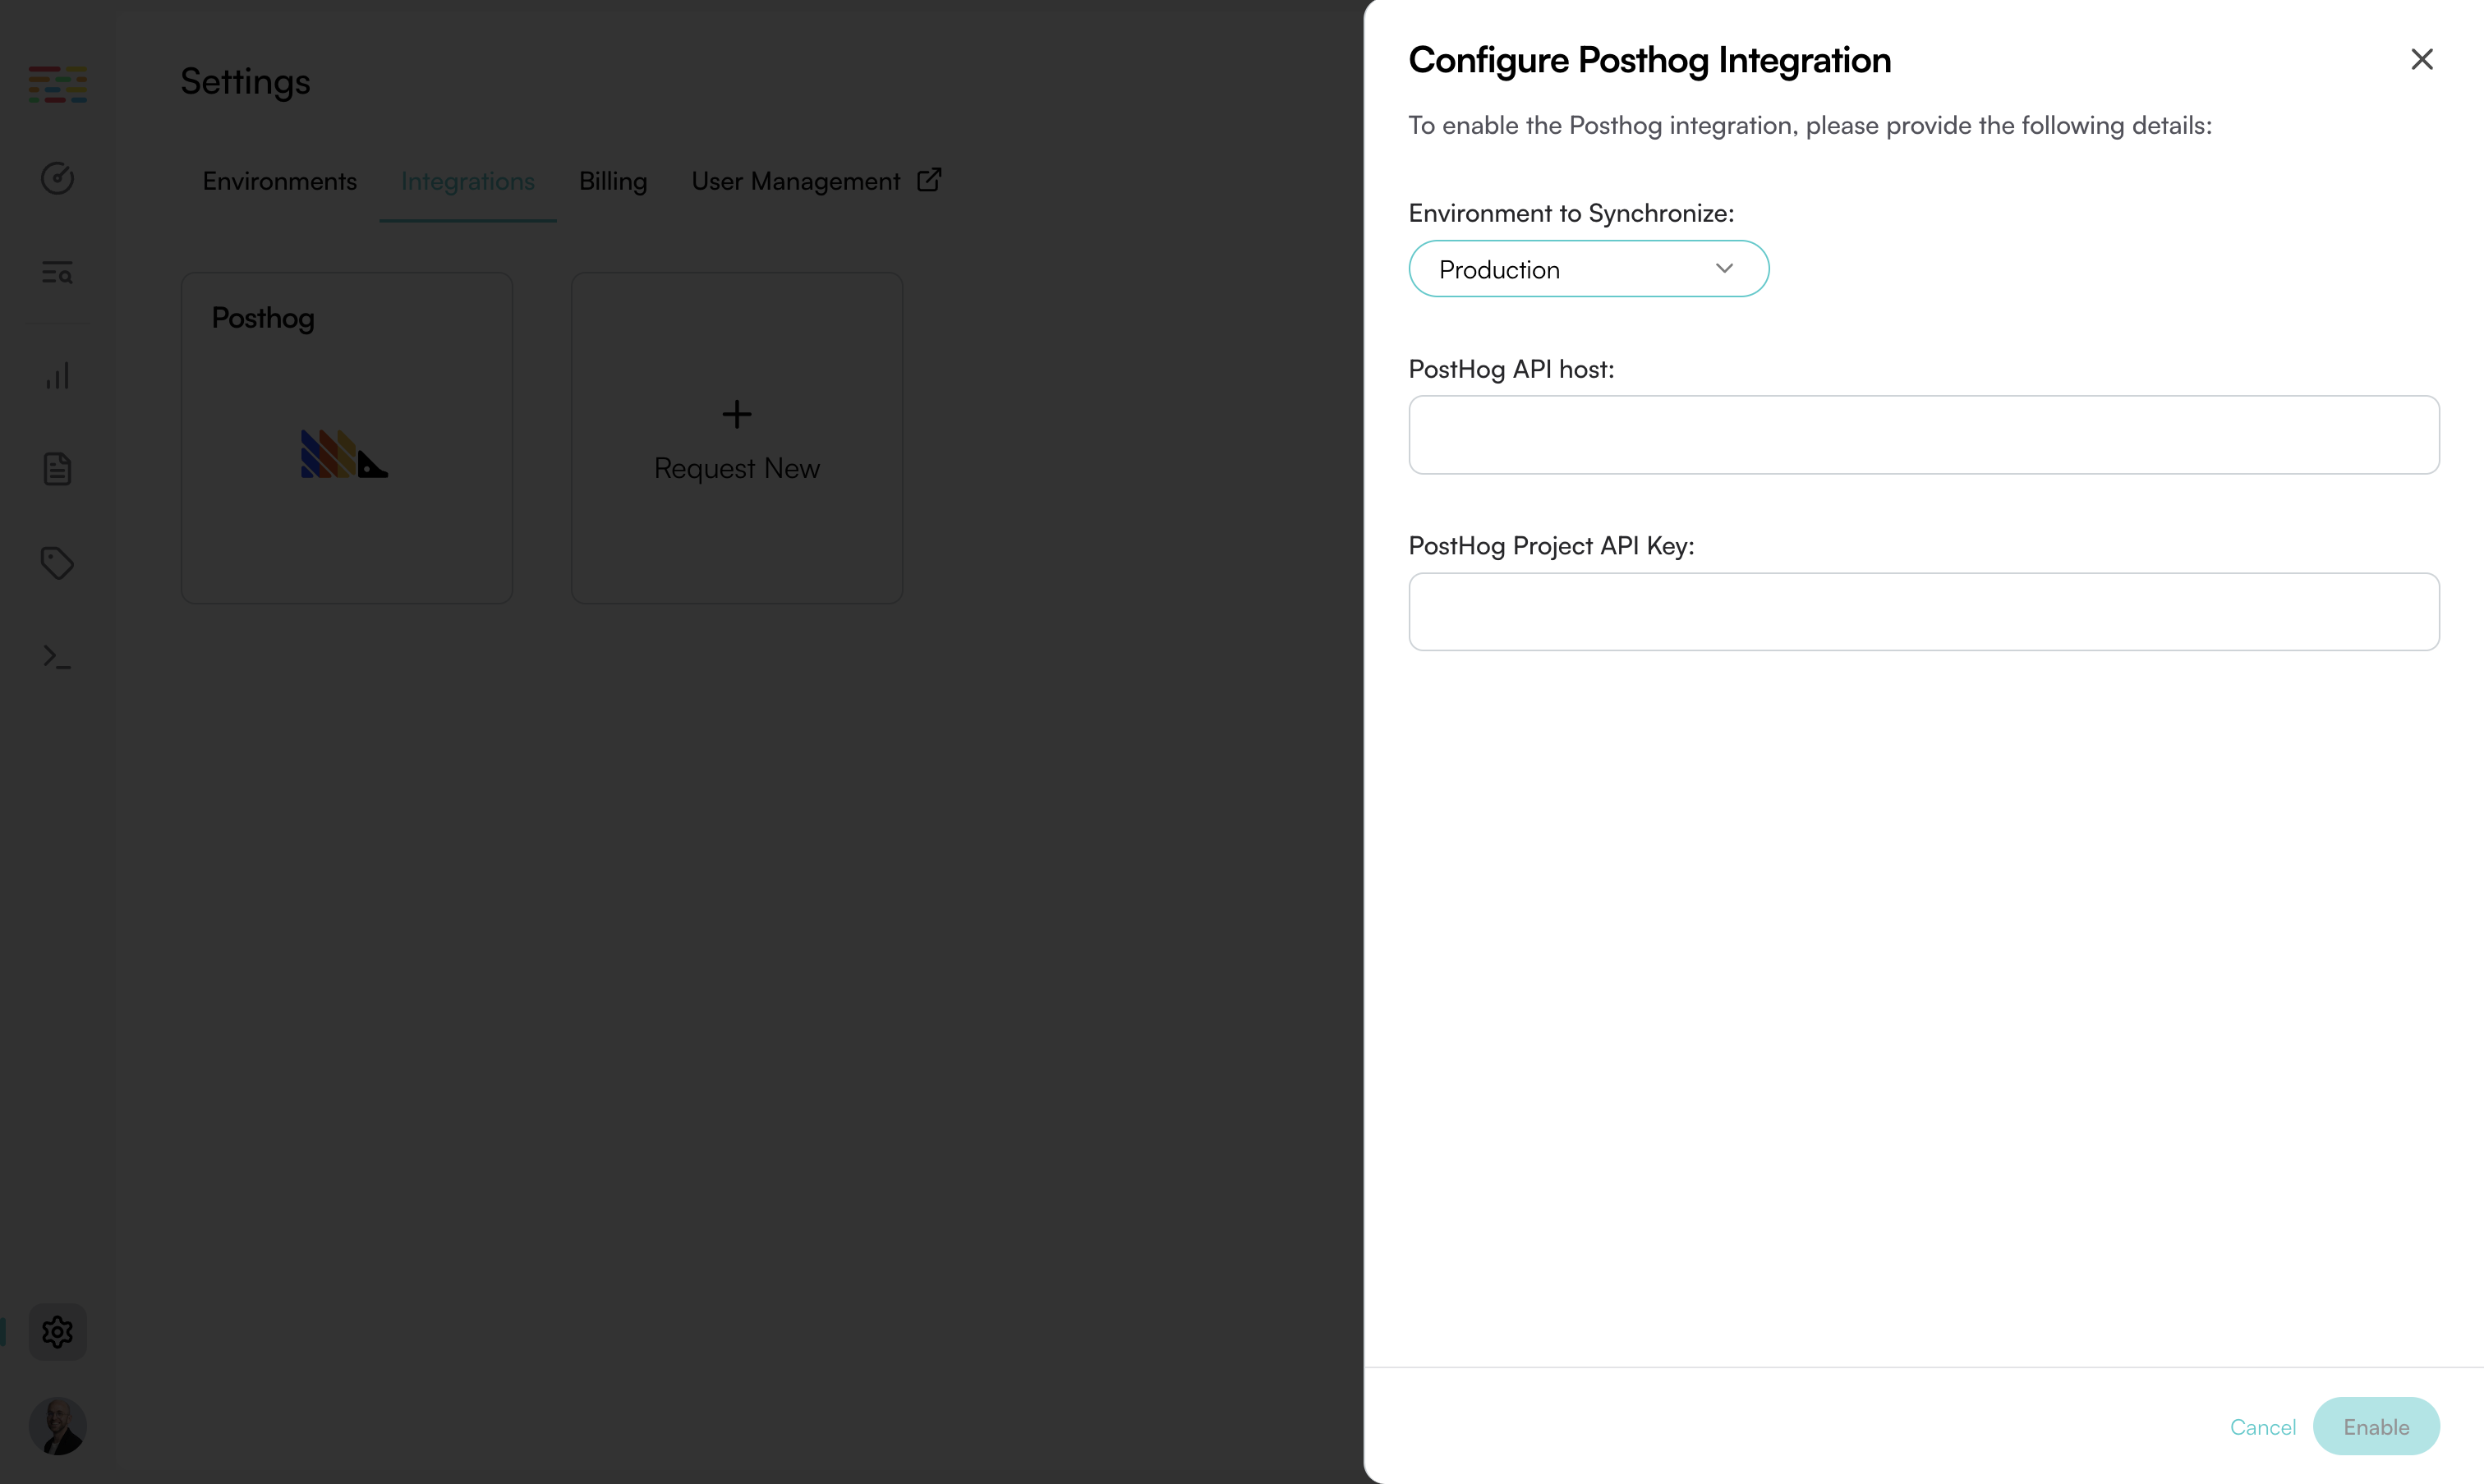 Settings
Environments
Integrations
Billing
User Management
Posthog
Request New
Configure Posthog Integration
To enable the Posthog integration, please provide the following details:
Environment to Synchronize:
Production
PostHog API host:
PostHog Project API Key:
Cancel
Enable